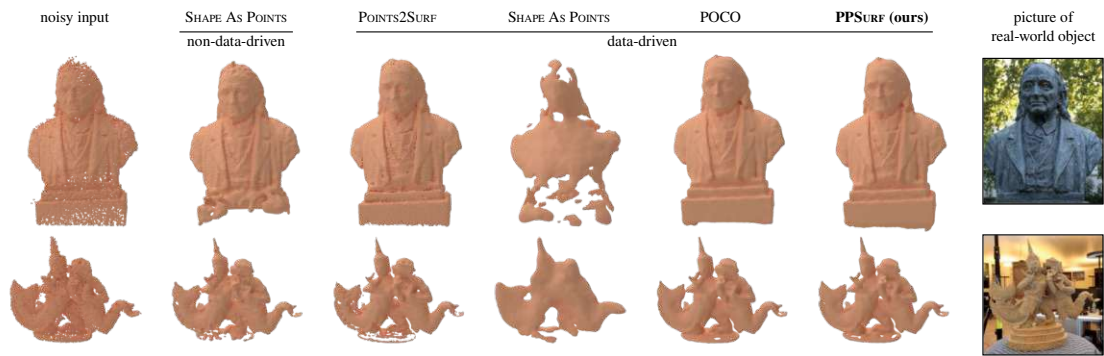 noisy input
SHAPE AS POINTS
POINTS2SURF
SHAPE AS POINTS
POCO
PPSURF (ours)
picture of
real-world object
non-data-driven
data-driven